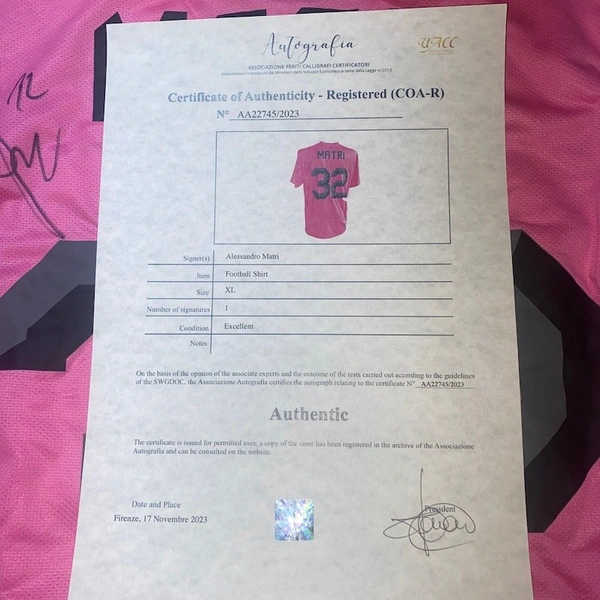 Autografia
UACC
ASSOCIAZIONE PERITI CALLIGRAFI CERTIFICATORI
Certificate of Authenticity - Registered (COA-R)
N° AA22745/2023
MATRI
32
Signer(s) Alessandro Matri
Item Football Shirt
Size XL
Number of signatures 1
Condition Excellent
Notes
On the basis of the opinion of the associate experts and the outcome of the tests carried out according to the guidelines
of the SWGDOC, the Associazione Autografia certifies the autograph relating to the certificate N° AA22745/2023
Authentic
The certificate is issued for permitted uses, a copy of the same has been registered in the archive of the Associazione
Autografia and can be consulted on the website.
Date and Place
Firenze, 17 Novembre 2023
President